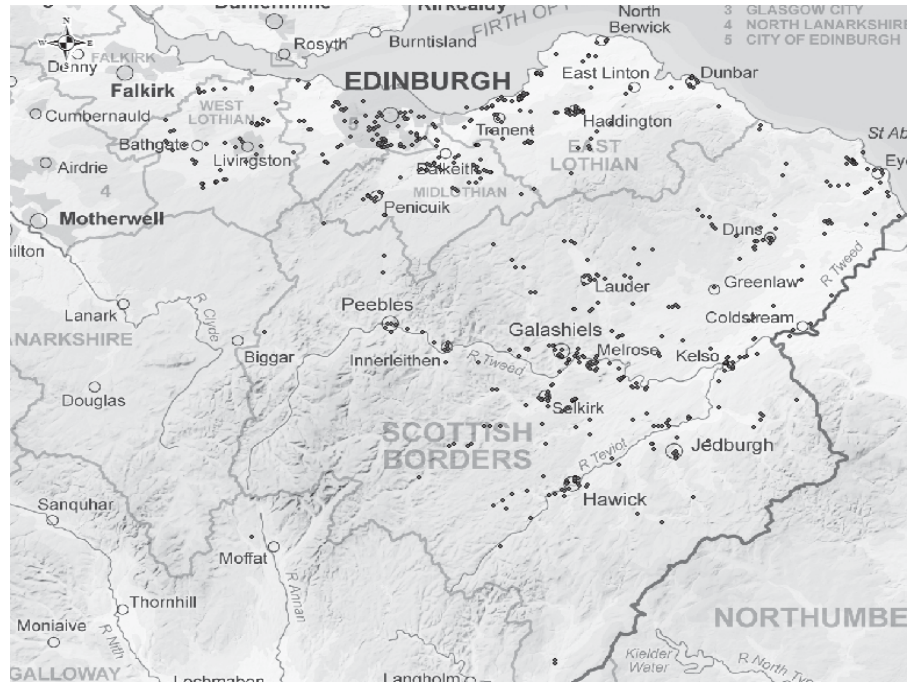 Kirkcaldy
3 GLASGOW CITY
4 NORTH LANARKSHIRE
5 CITY OF EDINBURGH
FIRTH OF
North
Berwick
N
W E
S
Rosyth
Burntisland
Denny
FALKIRK
EDINBURGH
East Linton
Dunbar
Falkirk
WEST
LOTHIAN
5
Cumbernauld
Tranent
Haddington
St Ab
Bathgate
Livingston
EAST
LOTHIAN
Eye
Airdrie
4
Dalkeith
MIDLOTHIAN
Penicuik
Motherwell
Duns
milton
R Tweed
Lauder
Greenlaw
R Clyde
Peebles
Lanark
Galashiels
Coldstream
NARKSHIRE
Biggar
Innerleithen
R Tweed
Melrose
Kelso
Douglas
Selkirk
SCOTTISH
BORDERS
R Teviot
Jedburgh
Hawick
Sanquhar
Moffat
R Annan
Thornhill
NORTHUMBE
Moniaive
R Nith
Kielder
Water
R North Ty
GALLOWAY
Lochmaben
Langholm